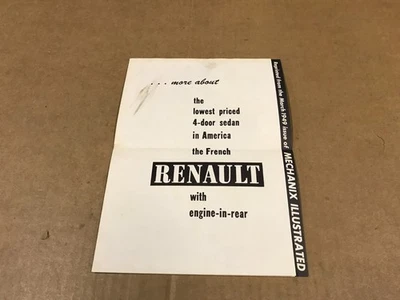 . . . more about
the
lowest priced
4-door sedan
in America
the French
RENAULT
with
engine-in-rear
Reprinted from the March 1949 issue of MECHANIX ILLUSTRATED